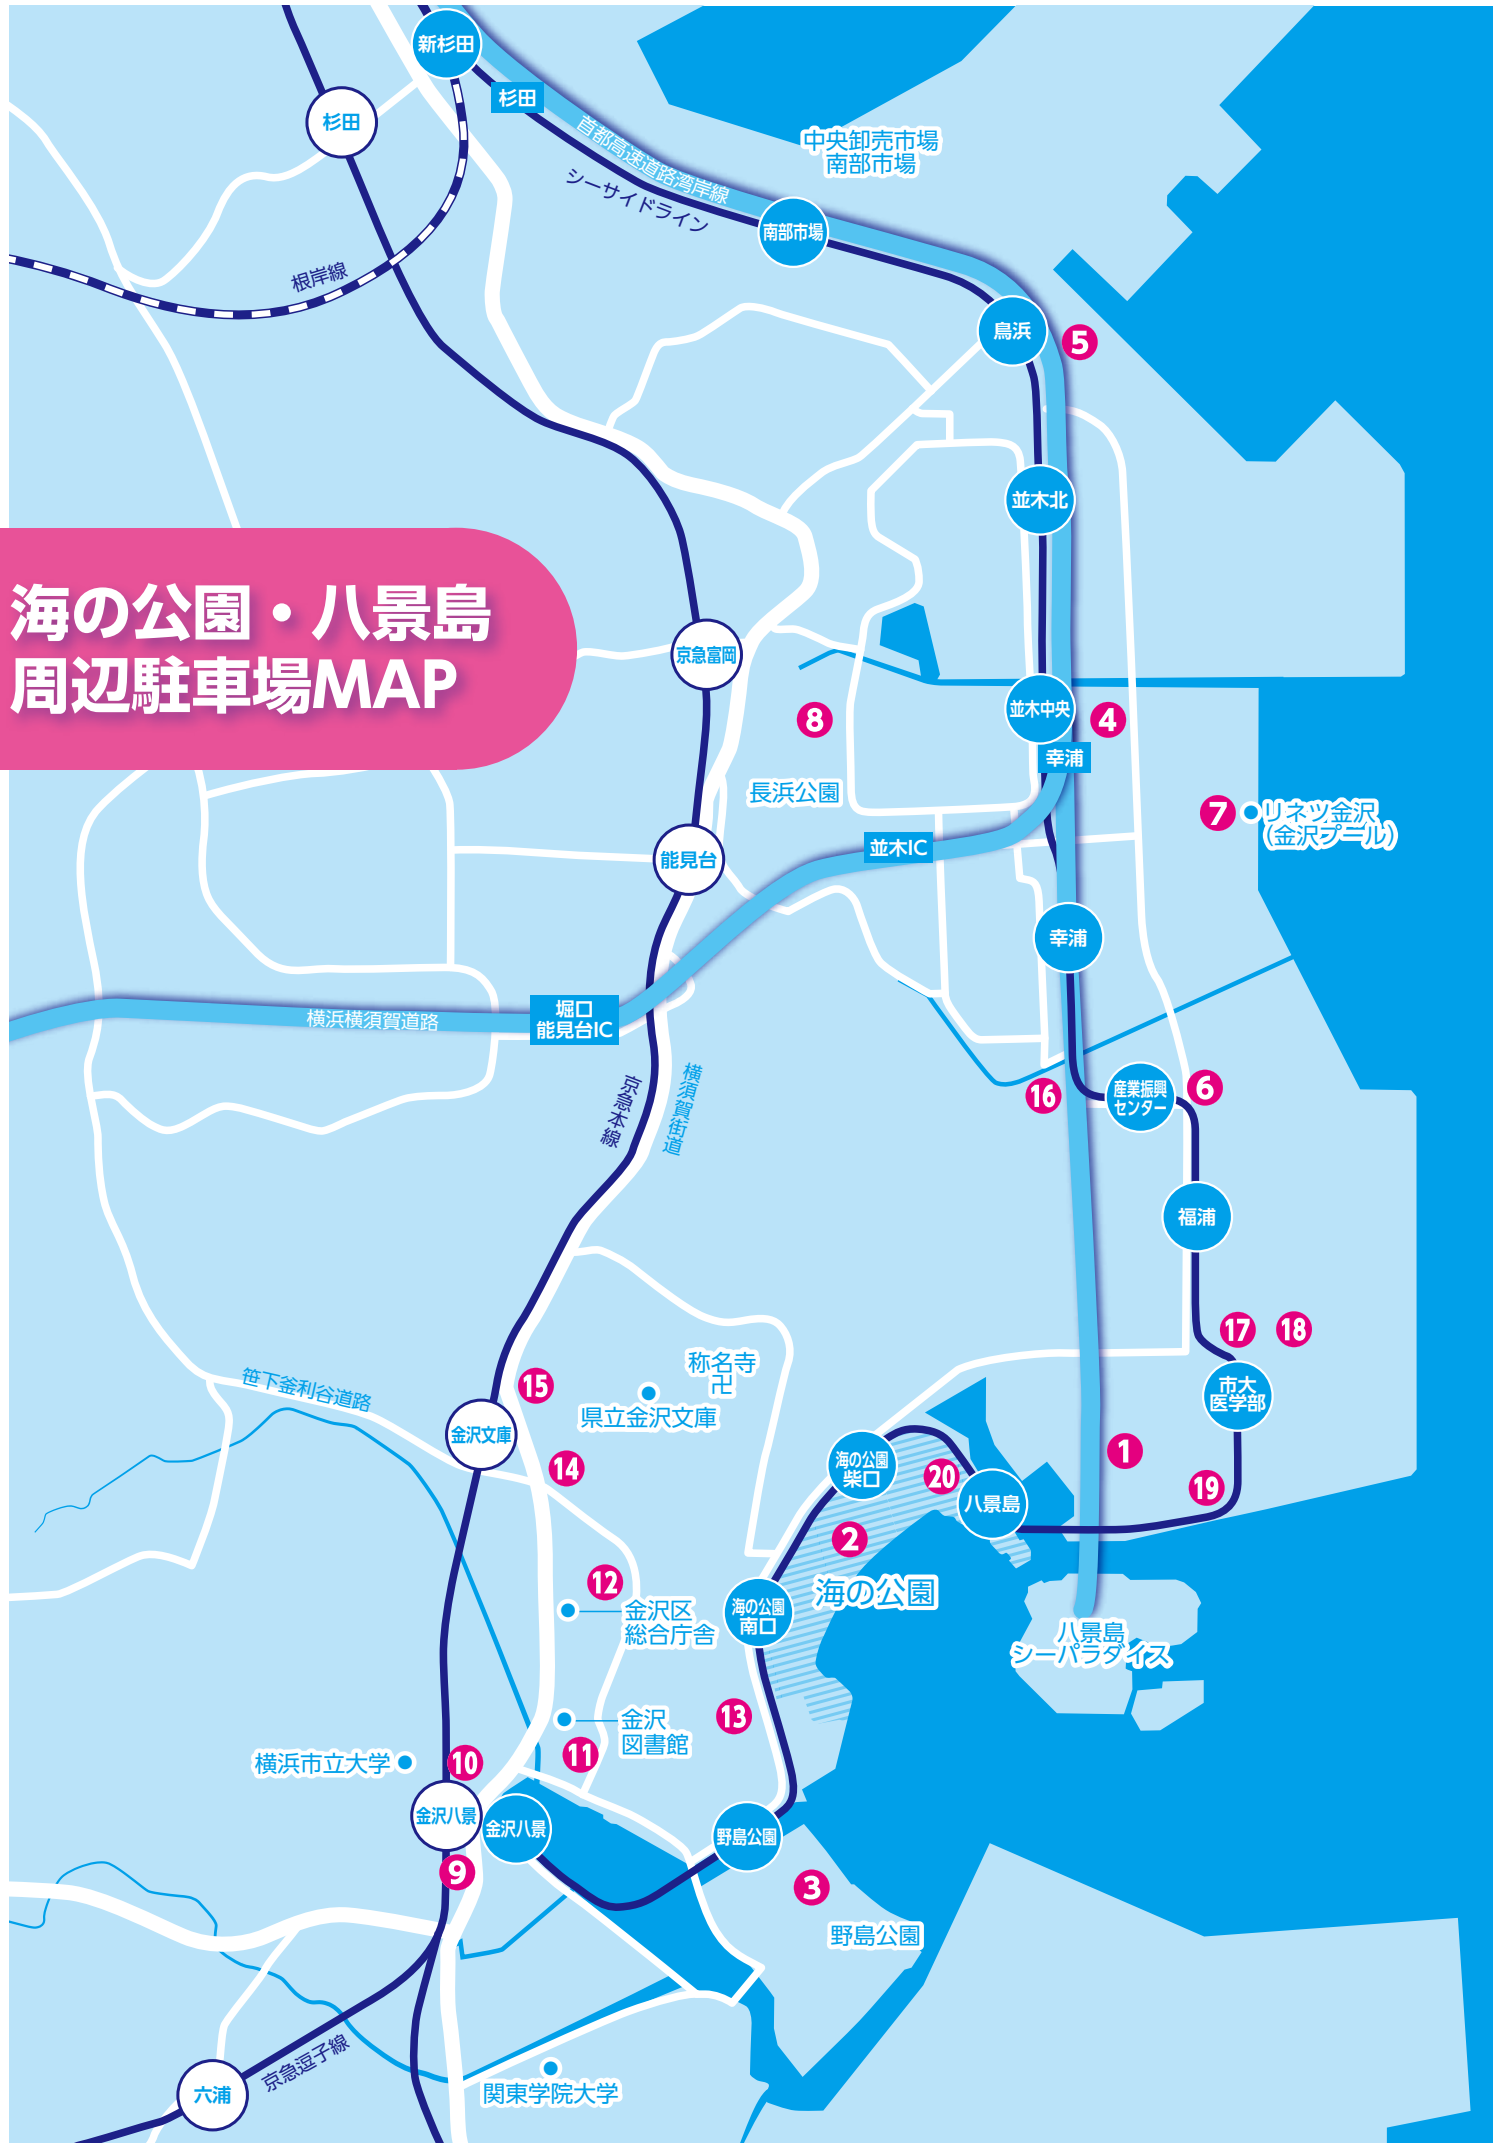 新杉田
杉田
杉田
中央卸売市場
南部市場
首都高速道路湾岸線
シーサイドライン
南部市場
根岸線
鳥浜
5
並木北
海の公園・八景島
周辺駐車場MAP
京急富岡
並木中央
8
4
幸浦
長浜公園
7
リネツ金沢
(金沢プール)
並木IC
能見台
幸浦
堀口
能見台IC
横浜横須賀道路
京急本線
横須賀街道
16
産業振興
センター
6
福浦
17
18
称名寺
卍
15
笹下釜利谷道路
県立金沢文庫
市大
医学部
金沢文庫
14
海の公園
柴口
20
1
19
八景島
2
12
海の公園
金沢区
総合庁舎
海の公園
南口
八景島
シーパラダイス
13
金沢
図書館
11
横浜市立大学
10
金沢八景
金沢八景
野島公園
9
3
野島公園
京急逗子線
六浦
関東学院大学